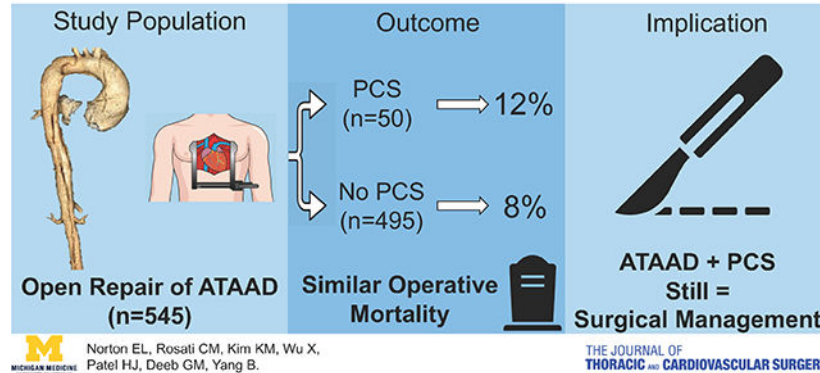 Study Population
Open Repair of ATAAD
(n=545)
Outcome
PCS
(n=50)
12%
No PCS
(n=495)
8%
Similar Operative
Mortality
Implication
ATAAD + PCS
Still =
Surgical Management
M
MICHIGAN MEDICINE
Norton EL, Rosati CM, Kim KM, Wu X,
Patel HJ, Deeb GM, Yang B.
THE JOURNAL OF
THORACIC AND CARDIOVASCULAR SURGER